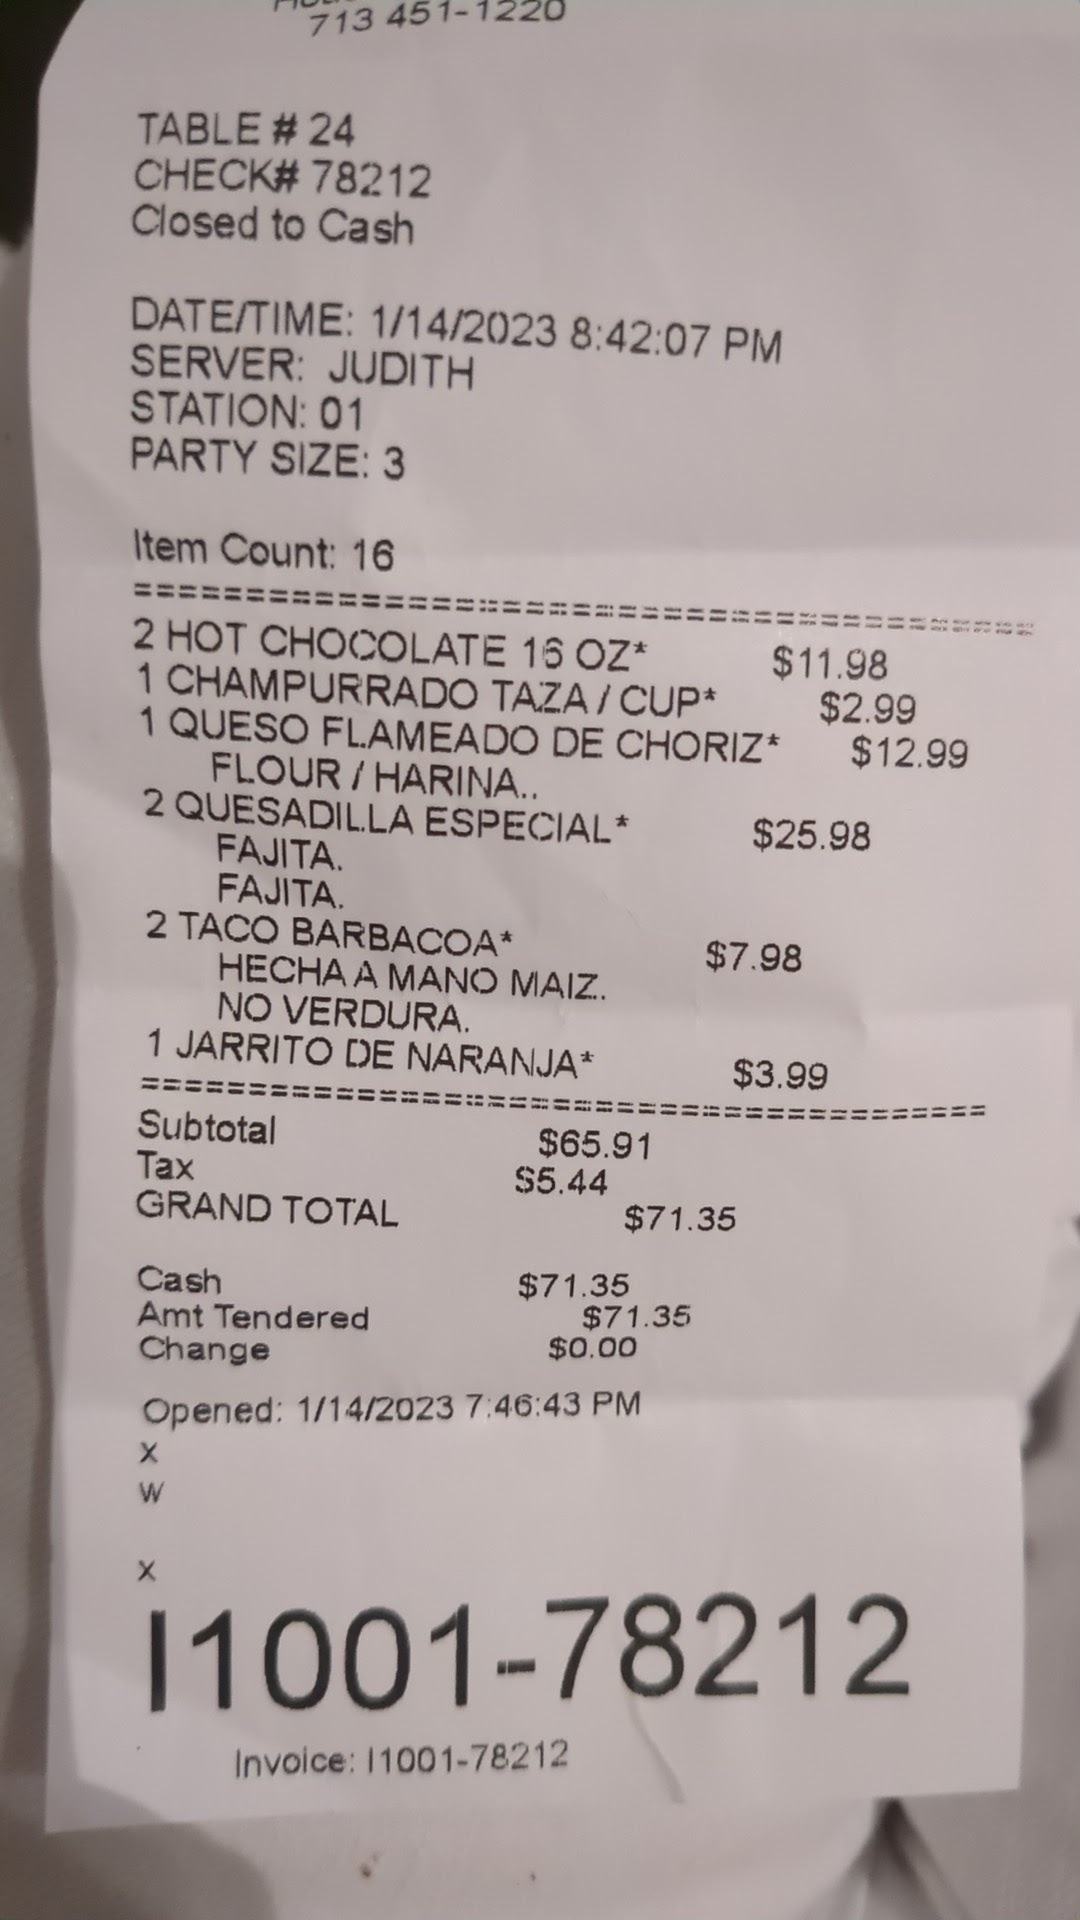 713 451-1220
TABLE # 24
CHECK# 78212
Closed to Cash
DATE/TIME: 1/14/2023 8:42:07 PM
SERVER: JUDITH
STATION: 01
PARTY SIZE: 3
Item Count: 16
========================================
2 HOT CHOCOLATE 16 OZ* $11.98
1 CHAMPURRADO TAZA / CUP* $2.99
1 QUESO FLAMEADO DE CHORIZ* $12.99
FLOUR / HARINA..
2 QUESADILLA ESPECIAL* $25.98
FAJITA.
FAJITA.
2 TACO BARBACOA* $7.98
HECHA A MANO MAIZ..
NO VERDURA.
1 JARRITO DE NARANJA* $3.99
========================================
Subtotal $65.91
Tax $5.44
GRAND TOTAL $71.35
Cash $71.35
Amt Tendered $71.35
Change $0.00
Opened: 1/14/2023 7:46:43 PM
X
W
X
I1001-78212
Invoice: I1001-78212